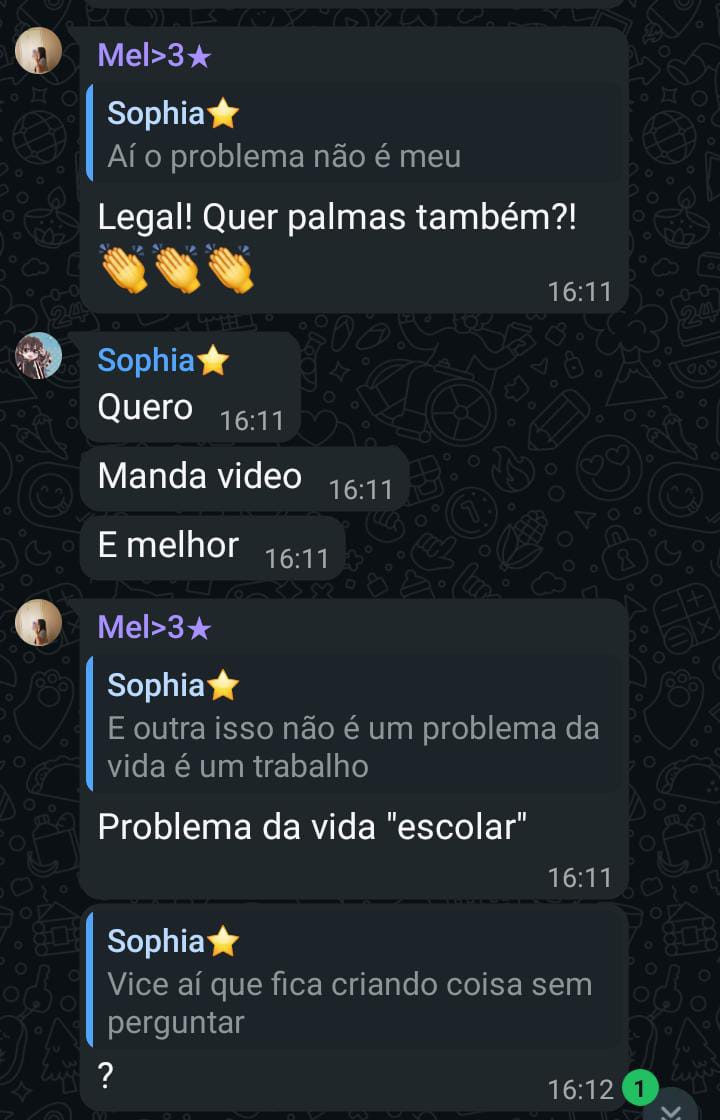 Mel>3★
Sophia⭐
Aí o problema não é meu
Legal! Quer palmas também?!
👏👏👏
16:11
Sophia⭐
Quero 16:11
Manda video 16:11
E melhor 16:11
Mel>3★
Sophia⭐
E outra isso não é um problema da
vida é um trabalho
Problema da vida "escolar"
16:11
Sophia⭐
Vice aí que fica criando coisa sem
perguntar
?
16:12
1